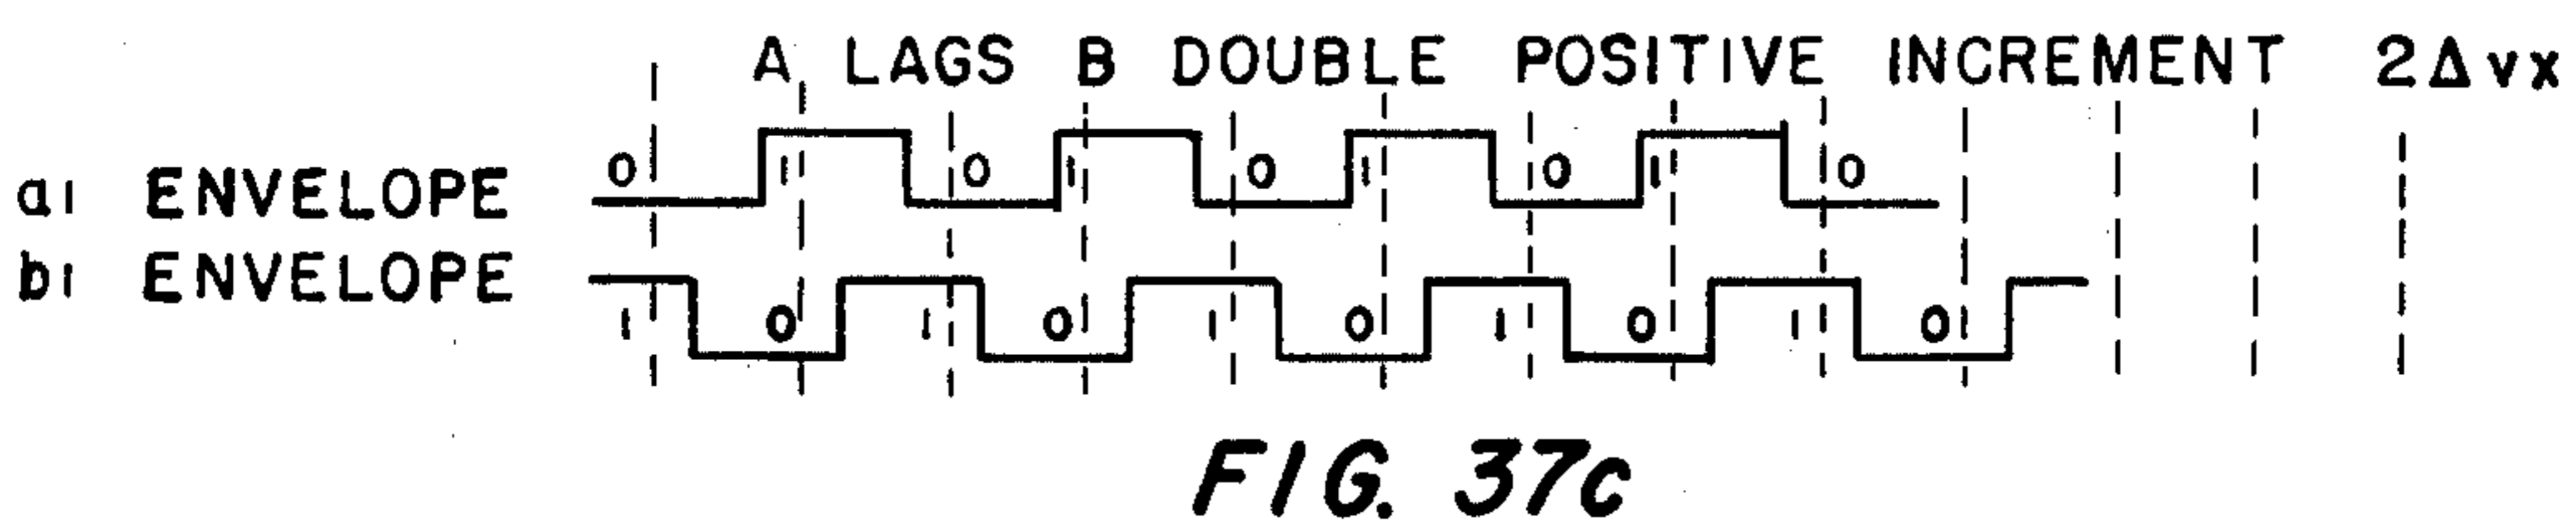 A LAGS B DOUBLE POSITIVE INCREMENT 2Δvx
a1 ENVELOPE 0 1 0 1 0 1 0 1 0
b1 ENVELOPE 1 0 1 0 1 0 1 0 1 0
FIG. 37c